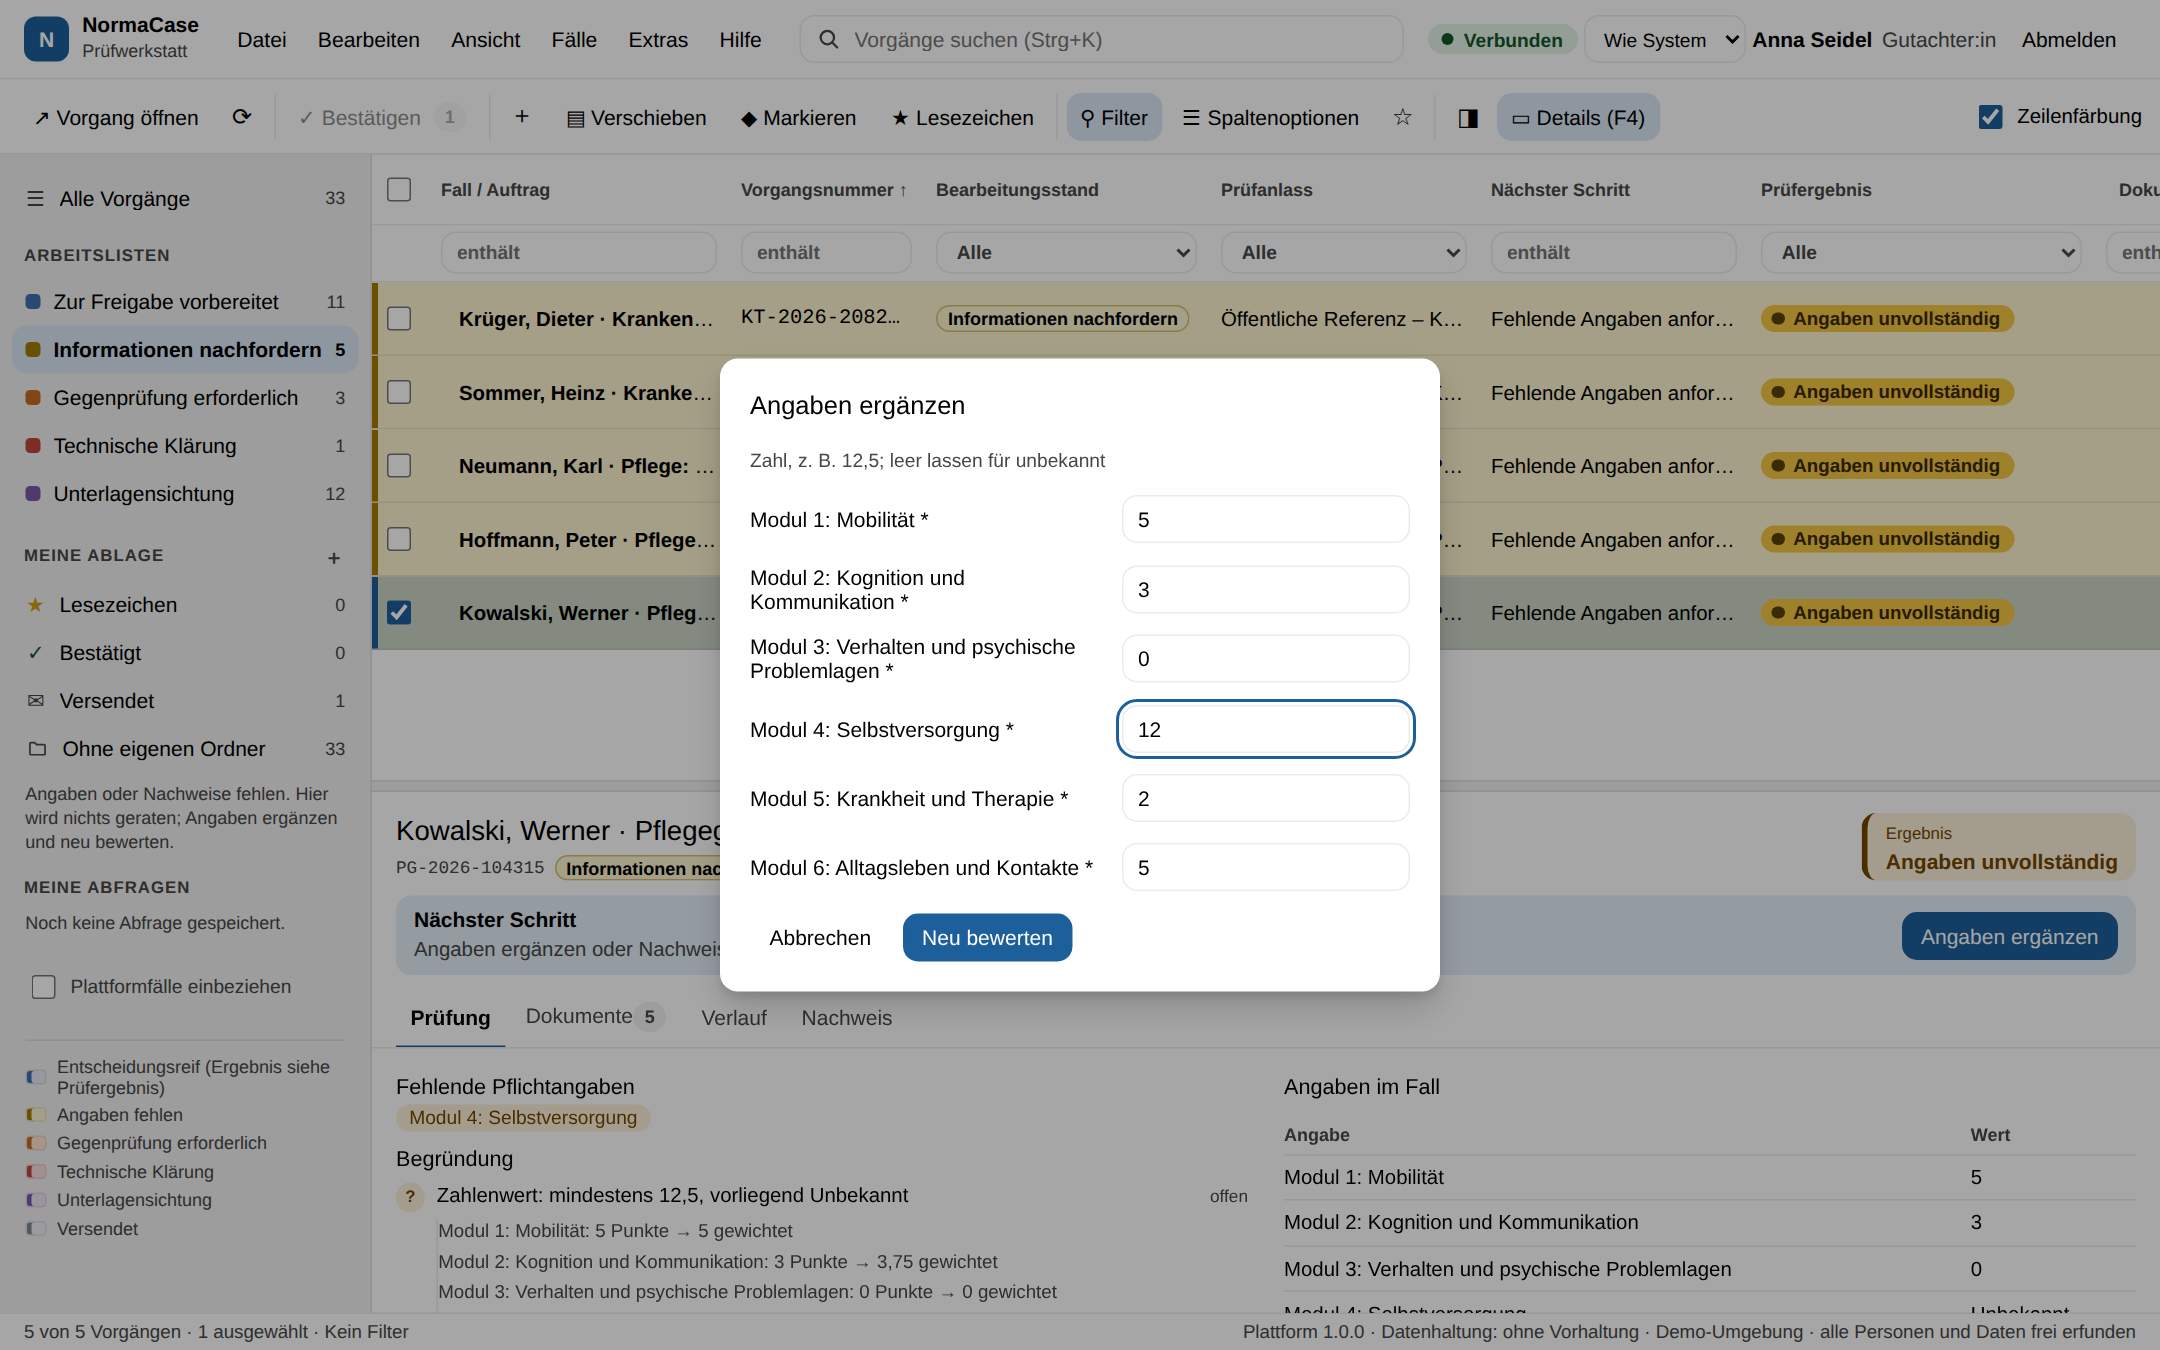 N
NormaCase
Prüfwerkstatt
Datei Bearbeiten Ansicht Fälle Extras Hilfe
Vorgänge suchen (Strg+K)
Verbunden
Wie System
Anna Seidel Gutachter:in Abmelden
↗ Vorgang öffnen ⟳ ✓ Bestätigen 1 + ▤ Verschieben ◆ Markieren ★ Lesezeichen ⚲ Filter ☰ Spaltenoptionen ☆ ◨ ▭ Details (F4) Zeilenfärbung
☰ Alle Vorgänge 33
ARBEITSLISTEN
Zur Freigabe vorbereitet 11
Informationen nachfordern 5
Gegenprüfung erforderlich 3
Technische Klärung 1
Unterlagensichtung 12
MEINE ABLAGE +
★ Lesezeichen 0
✓ Bestätigt 0
✉ Versendet 1
Ohne eigenen Ordner 33
Angaben oder Nachweise fehlen. Hier
wird nichts geraten; Angaben ergänzen
und neu bewerten.
MEINE ABFRAGEN
Noch keine Abfrage gespeichert.
Plattformfälle einbeziehen
Entscheidungsreif (Ergebnis siehe
Prüfergebnis)
Angaben fehlen
Gegenprüfung erforderlich
Technische Klärung
Unterlagensichtung
Versendet
Fall / Auftrag Vorgangsnummer ↑ Bearbeitungsstand Prüfanlass Nächster Schritt Prüfergebnis Doku
enthält enthält Alle Alle enthält Alle enth
Krüger, Dieter · Kranken… KT-2026-2082… Informationen nachfordern Öffentliche Referenz – K… Fehlende Angaben anfor… Angaben unvollständig
Sommer, Heinz · Kranke… K… Fehlende Angaben anfor… Angaben unvollständig
Neumann, Karl · Pflege: … P… Fehlende Angaben anfor… Angaben unvollständig
Hoffmann, Peter · Pflege… P… Fehlende Angaben anfor… Angaben unvollständig
Kowalski, Werner · Pfleg… P… Fehlende Angaben anfor… Angaben unvollständig
Angaben ergänzen
Zahl, z. B. 12,5; leer lassen für unbekannt
Modul 1: Mobilität * 5
Modul 2: Kognition und
Kommunikation * 3
Modul 3: Verhalten und psychische
Problemlagen * 0
Modul 4: Selbstversorgung * 12
Modul 5: Krankheit und Therapie * 2
Modul 6: Alltagsleben und Kontakte * 5
Abbrechen Neu bewerten
Kowalski, Werner · Pflegeg
PG-2026-104315 Informationen nac
Ergebnis
Angaben unvollständig
Nächster Schritt
Angaben ergänzen oder Nachweis
Angaben ergänzen
Prüfung Dokumente 5 Verlauf Nachweis
Fehlende Pflichtangaben
Modul 4: Selbstversorgung
Begründung
? Zahlenwert: mindestens 12,5, vorliegend Unbekannt offen
Modul 1: Mobilität: 5 Punkte → 5 gewichtet
Modul 2: Kognition und Kommunikation: 3 Punkte → 3,75 gewichtet
Modul 3: Verhalten und psychische Problemlagen: 0 Punkte → 0 gewichtet
Angaben im Fall
Angabe Wert
Modul 1: Mobilität 5
Modul 2: Kognition und Kommunikation 3
Modul 3: Verhalten und psychische Problemlagen 0
Modul 4: Selbstversorgung Unbekannt
5 von 5 Vorgängen · 1 ausgewählt · Kein Filter
Plattform 1.0.0 · Datenhaltung: ohne Vorhaltung · Demo-Umgebung · alle Personen und Daten frei erfunden